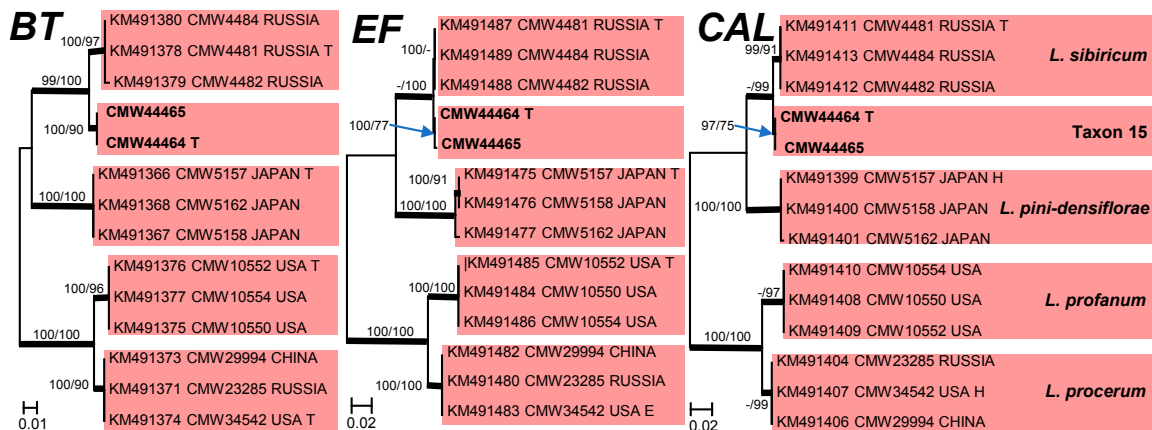 BT
100/97
KM491380 CMW4484 RUSSIA
KM491378 CMW4481 RUSSIA T
KM491379 CMW4482 RUSSIA
99/100
CMW44465
100/90
CMW44464 T
KM491366 CMW5157 JAPAN T
KM491368 CMW5162 JAPAN
100/100
KM491367 CMW5158 JAPAN
KM491376 CMW10552 USA T
100/96
KM491377 CMW10554 USA
KM491375 CMW10550 USA
100/100
KM491373 CMW29994 CHINA
KM491371 CMW23285 RUSSIA
100/90
KM491374 CMW34542 USA T
0.01
EF
KM491487 CMW4481 RUSSIA T
100/-
KM491489 CMW4484 RUSSIA
KM491488 CMW4482 RUSSIA
-/100
CMW44464 T
100/77
CMW44465
KM491475 CMW5157 JAPAN T
100/91
KM491476 CMW5158 JAPAN
100/100
KM491477 CMW5162 JAPAN
KM491485 CMW10552 USA T
100/100
KM491484 CMW10550 USA
KM491486 CMW10554 USA
100/100
KM491482 CMW29994 CHINA
KM491480 CMW23285 RUSSIA
100/100
KM491483 CMW34542 USA E
0.02
CAL
KM491411 CMW4481 RUSSIA T
99/91
KM491413 CMW4484 RUSSIA
L. sibiricum
KM491412 CMW4482 RUSSIA
-/99
CMW44464 T
97/75
Taxon 15
CMW44465
KM491399 CMW5157 JAPAN H
100/100
KM491400 CMW5158 JAPAN
L. pini-densiflorae
KM491401 CMW5162 JAPAN
KM491410 CMW10554 USA
-/97
KM491408 CMW10550 USA
L. profanum
KM491409 CMW10552 USA
100/100
KM491404 CMW23285 RUSSIA
KM491407 CMW34542 USA H
L. procerum
-/99
KM491406 CMW29994 CHINA
0.02